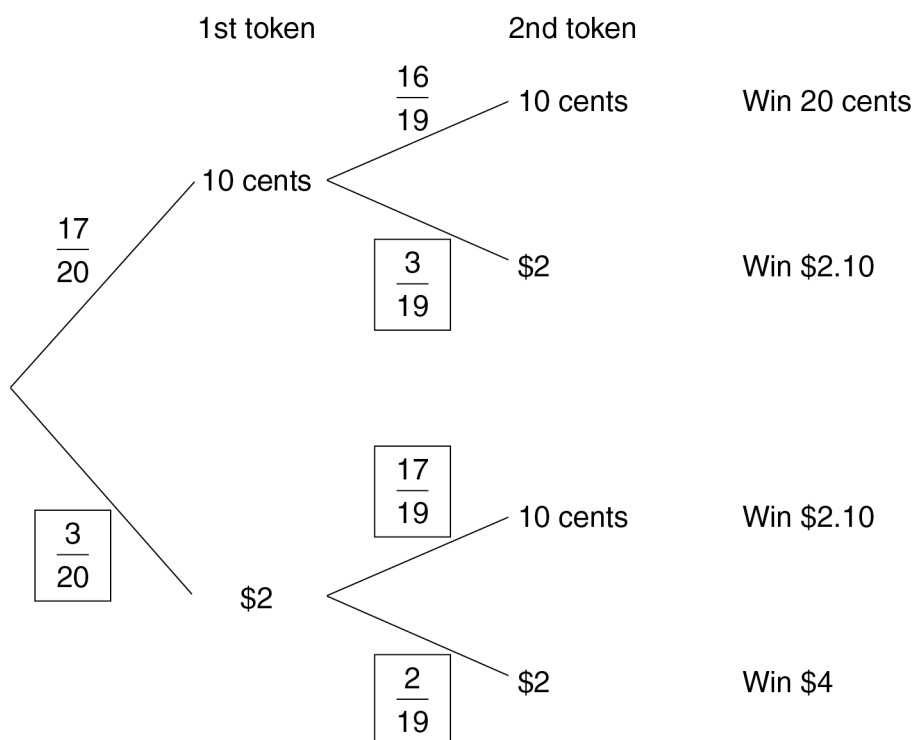 1st token 2nd token
16/19 10 cents Win 20 cents
10 cents
17/20
3/19 $2 Win $2.10
17/19 10 cents Win $2.10
3/20
$2
2/19 $2 Win $4